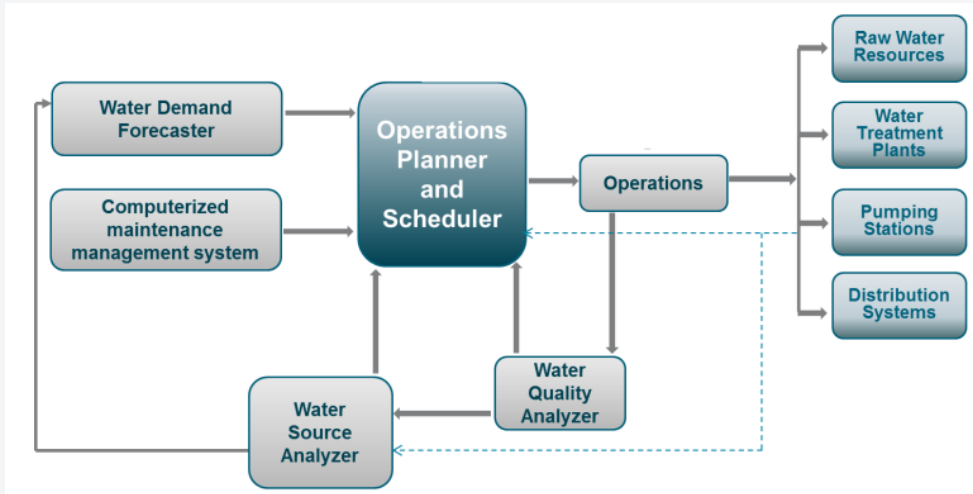 Water Demand
Forecaster
Computerized
maintenance
management system
Operations
Planner
and
Scheduler
Operations
Water
Quality
Analyzer
Water
Source
Analyzer
Raw Water
Resources
Water
Treatment
Plants
Pumping
Stations
Distribution
Systems